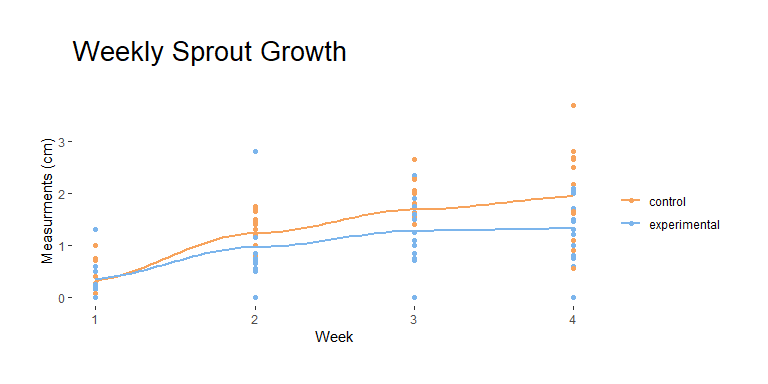 Weekly Sprout Growth
Measurments (cm)
3
2
1
0
1 2 3 4
Week
control
experimental